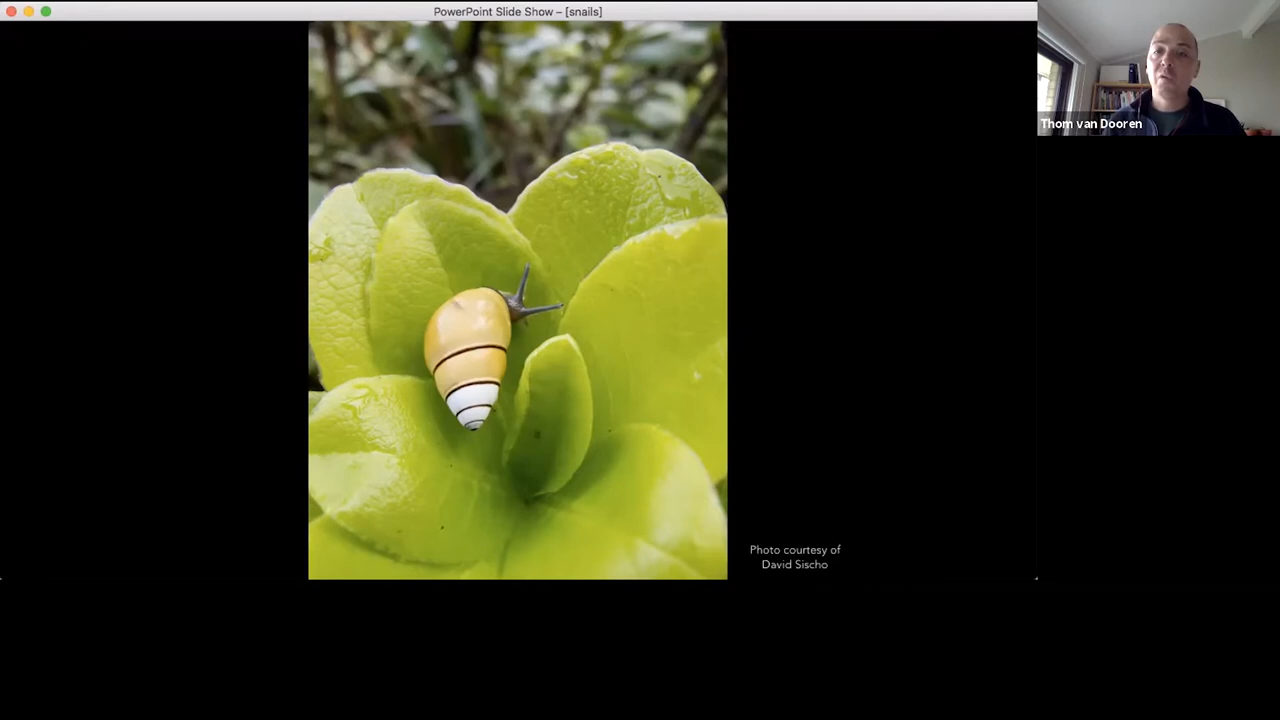 PowerPoint Slide Show – [snails]
Thom van Dooren
Photo courtesy of
David Sischo